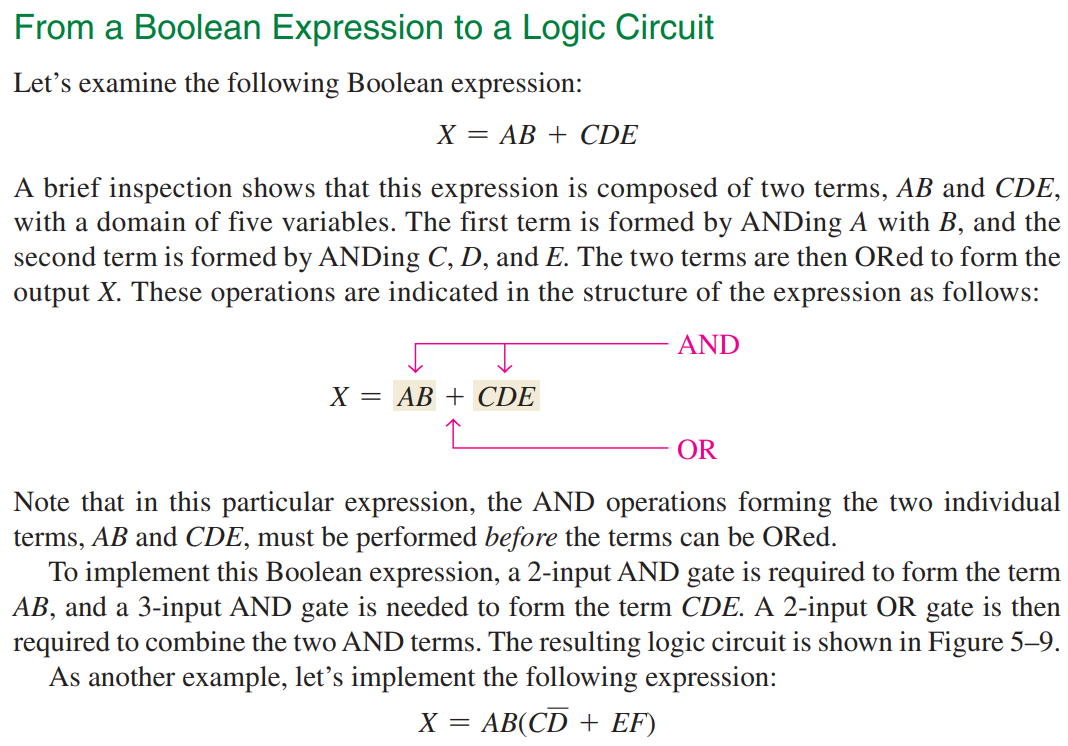 From a Boolean Expression to a Logic Circuit
Let's examine the following Boolean expression:
X = AB + CDE
A brief inspection shows that this expression is composed of two terms, AB and CDE,
with a domain of five variables. The first term is formed by ANDing A with B, and the
second term is formed by ANDing C, D, and E. The two terms are then ORed to form the
output X. These operations are indicated in the structure of the expression as follows:
AND
X = AB + CDE
OR
Note that in this particular expression, the AND operations forming the two individual
terms, AB and CDE, must be performed before the terms can be ORed.
To implement this Boolean expression, a 2-input AND gate is required to form the term
AB, and a 3-input AND gate is needed to form the term CDE. A 2-input OR gate is then
required to combine the two AND terms. The resulting logic circuit is shown in Figure 5–9.
As another example, let's implement the following expression:
X = AB(CD̅ + EF)